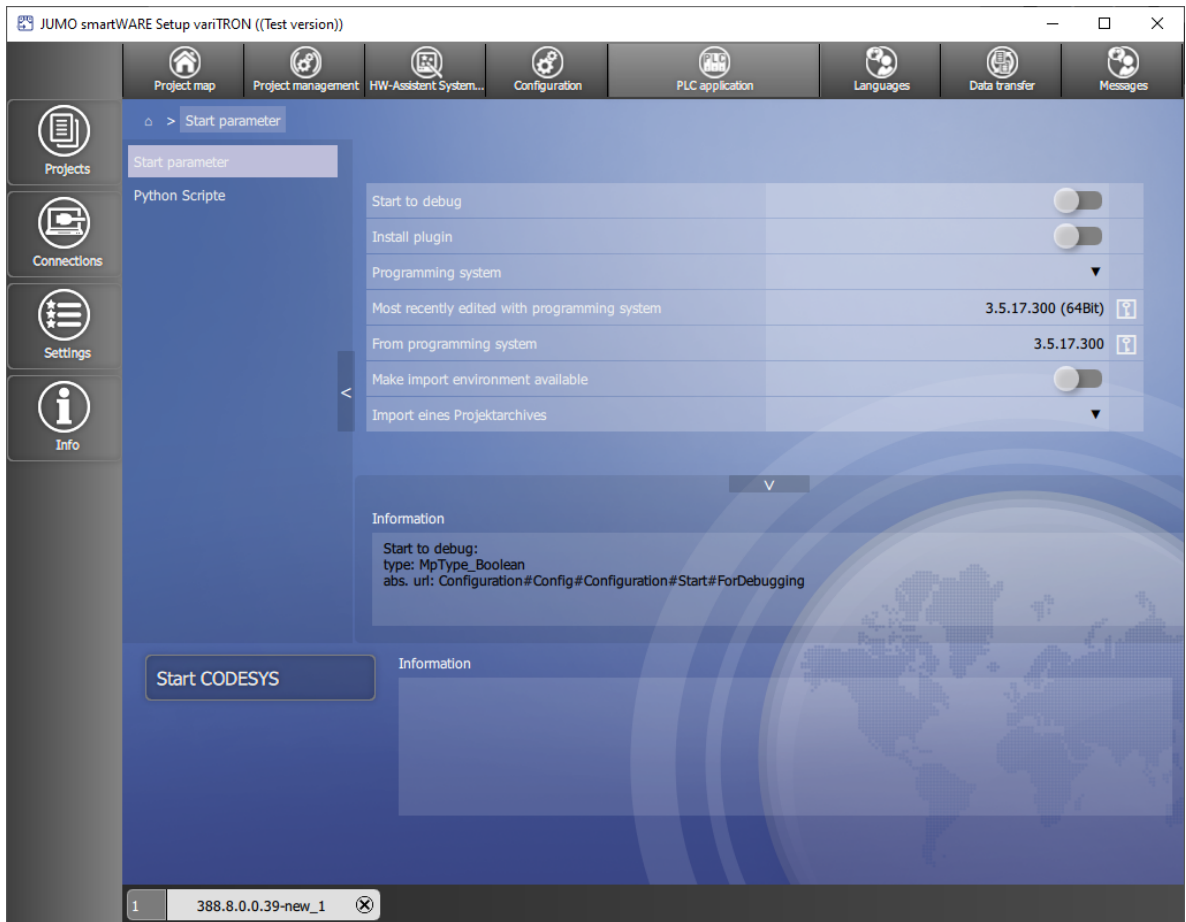 JUMO smartWARE Setup variTRON ((Test version))
Project map
Project management
HW-Assistent System...
Configuration
PLC
PLC application
Languages
Data transfer
Messages
Projects
Connections
Settings
Info
> Start parameter
Start parameter
Python Scripte
Start to debug
Install plugin
Programming system
Most recently edited with programming system 3.5.17.300 (64Bit)
From programming system 3.5.17.300
Make import environment available
Import eines Projektarchives
<
V
Information
Start to debug:
type: MpType_Boolean
abs. url: Configuration#Config#Configuration#Start#ForDebugging
Start CODESYS
Information
1 388.8.0.0.39-new_1